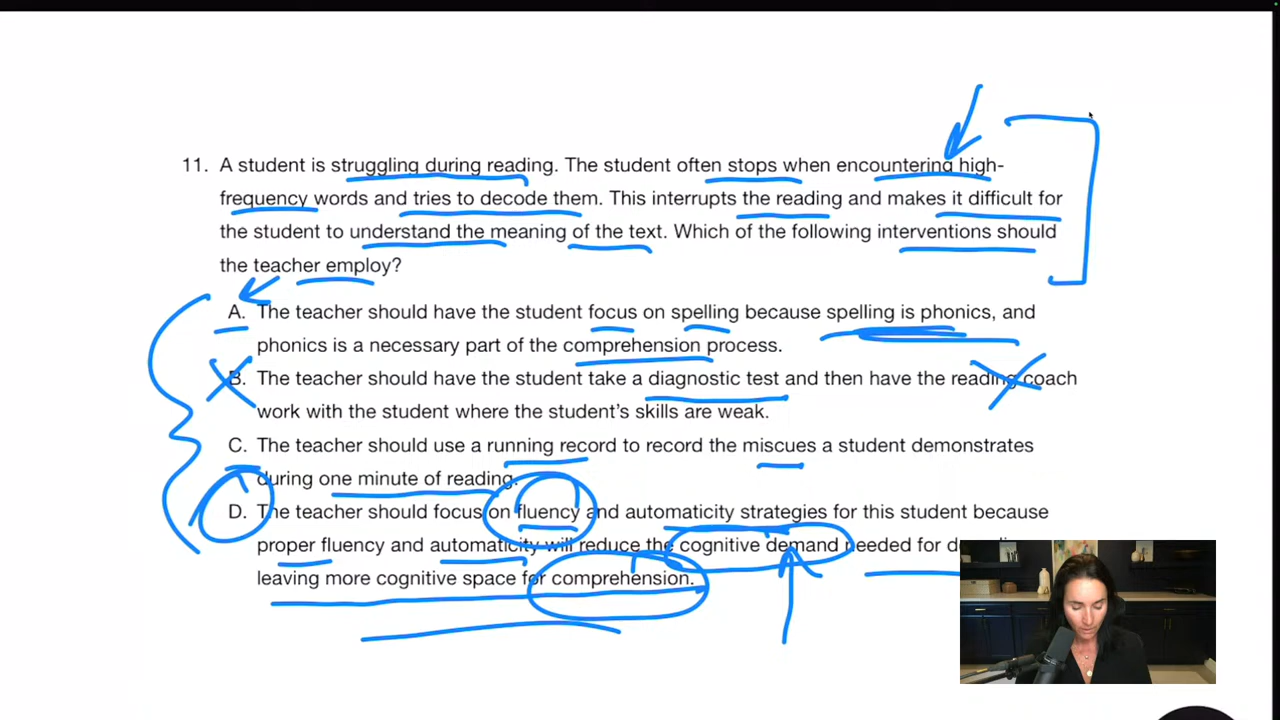 11. A student is struggling during reading. The student often stops when encountering high-
frequency words and tries to decode them. This interrupts the reading and makes it difficult for
the student to understand the meaning of the text. Which of the following interventions should
the teacher employ?
A. The teacher should have the student focus on spelling because spelling is phonics, and
phonics is a necessary part of the comprehension process.
B. The teacher should have the student take a diagnostic test and then have the reading coach
work with the student where the student's skills are weak.
C. The teacher should use a running record to record the miscues a student demonstrates
during one minute of reading.
D. The teacher should focus on fluency and automaticity strategies for this student because
proper fluency and automaticity will reduce the cognitive demand needed for
leaving more cognitive space for comprehension.